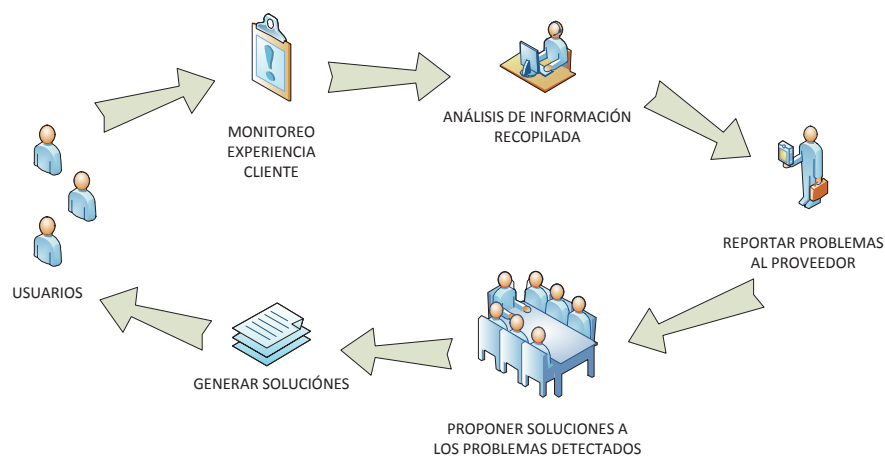 MONITOREO
EXPERIENCIA
CLIENTE
ANÁLISIS DE INFORMACIÓN
RECOPILADA
REPORTAR PROBLEMAS
AL PROVEEDOR
PROPONER SOLUCIONES A
LOS PROBLEMAS DETECTADOS
GENERAR SOLUCIÓNES
USUARIOS